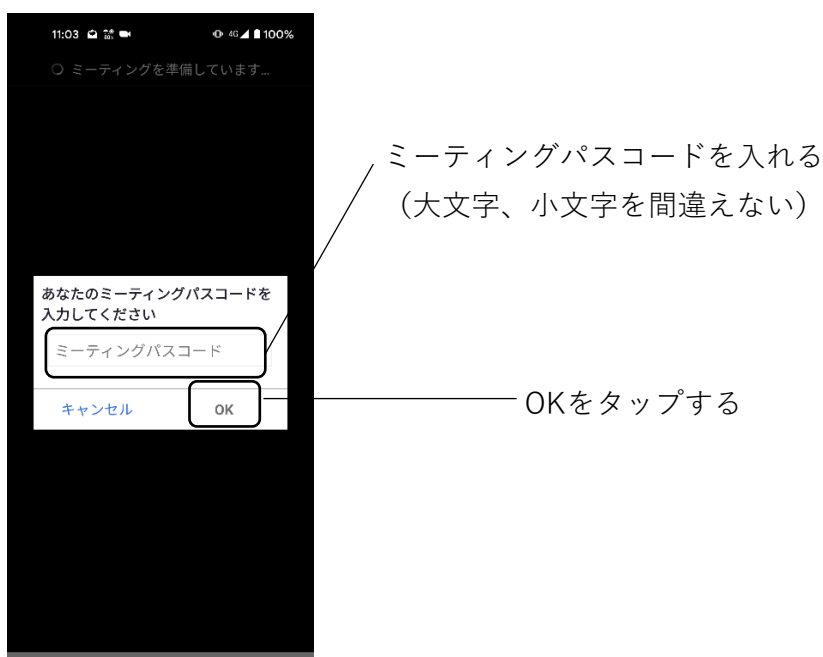 11:03 4G 100%
ミーティングを準備しています...
ミーティングパスコードを入れる
（大文字、小文字を間違えない）
あなたのミーティングパスコードを
入力してください
ミーティングパスコード
キャンセル OK
OKをタップする